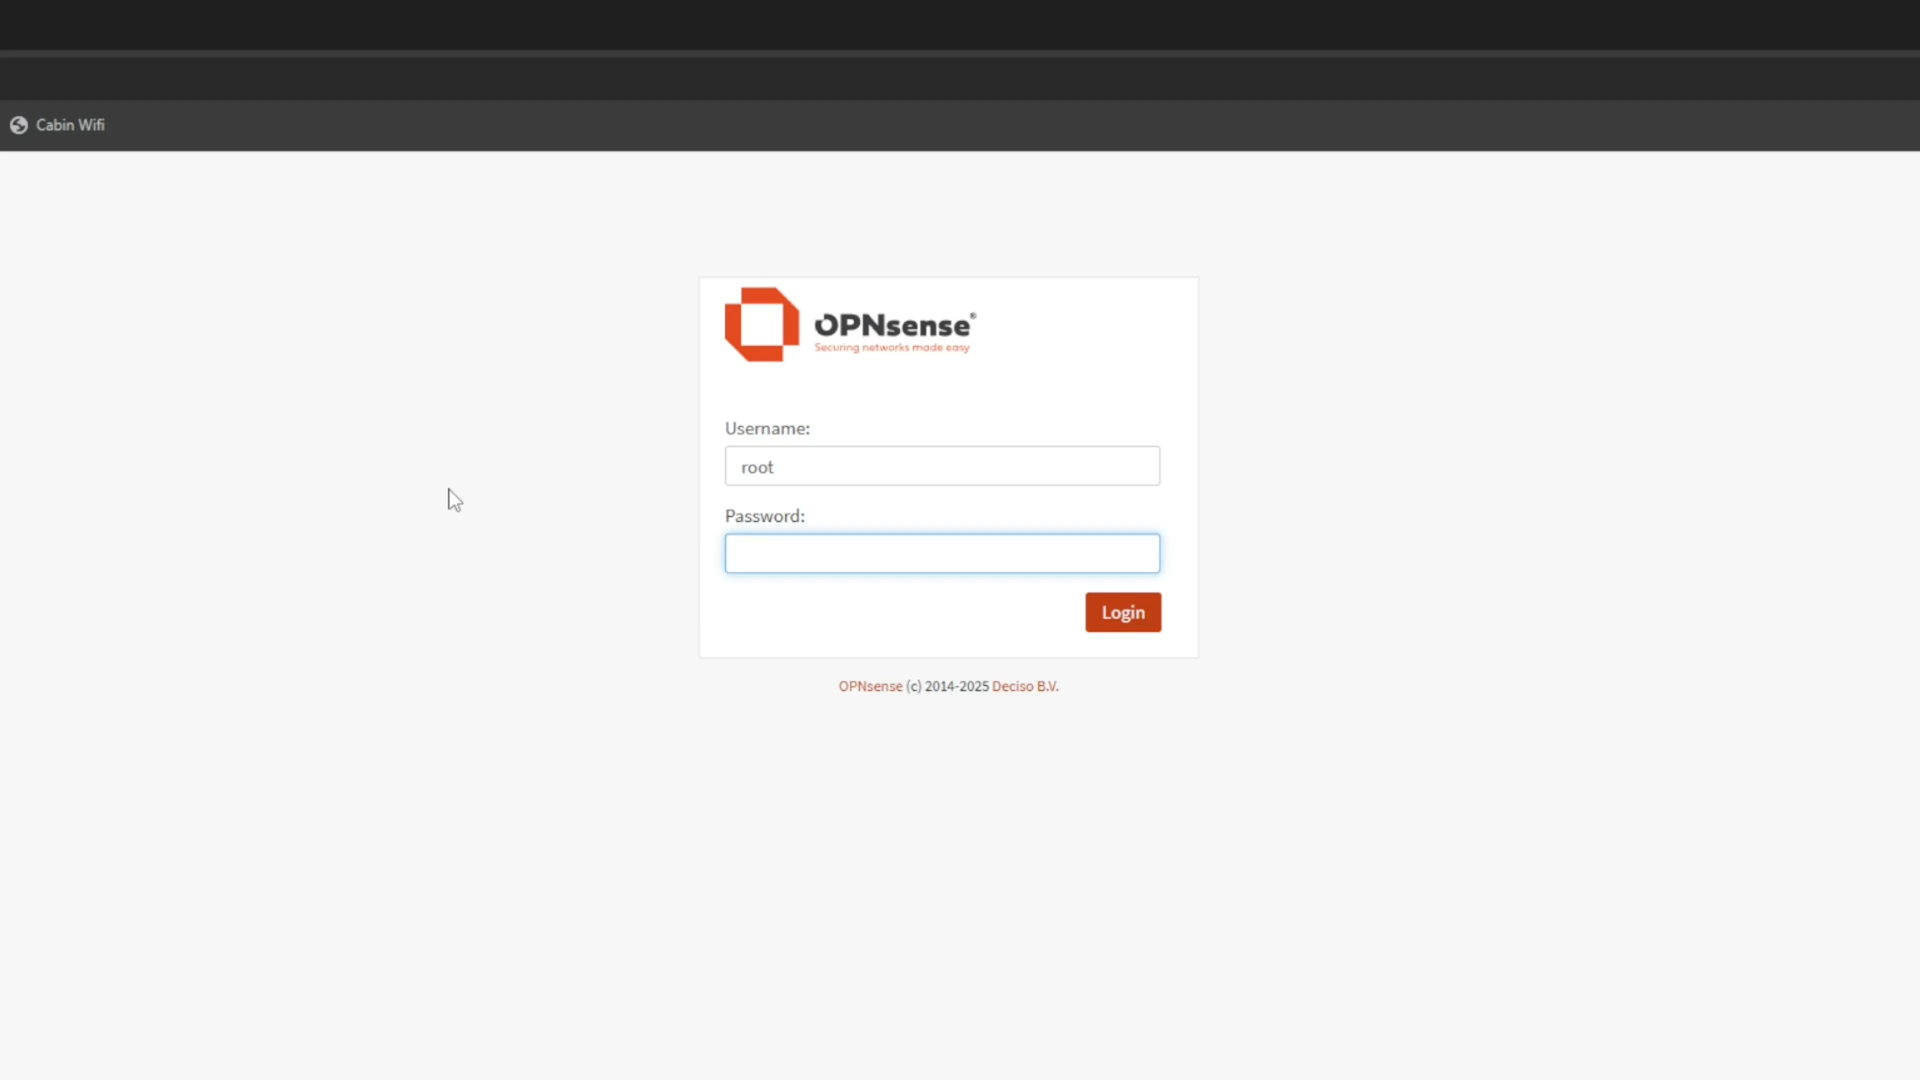 Cabin Wifi
OPNsense®
Securing networks made easy
Username:
root
Password:
Login
OPNsense (c) 2014-2025 Deciso B.V.